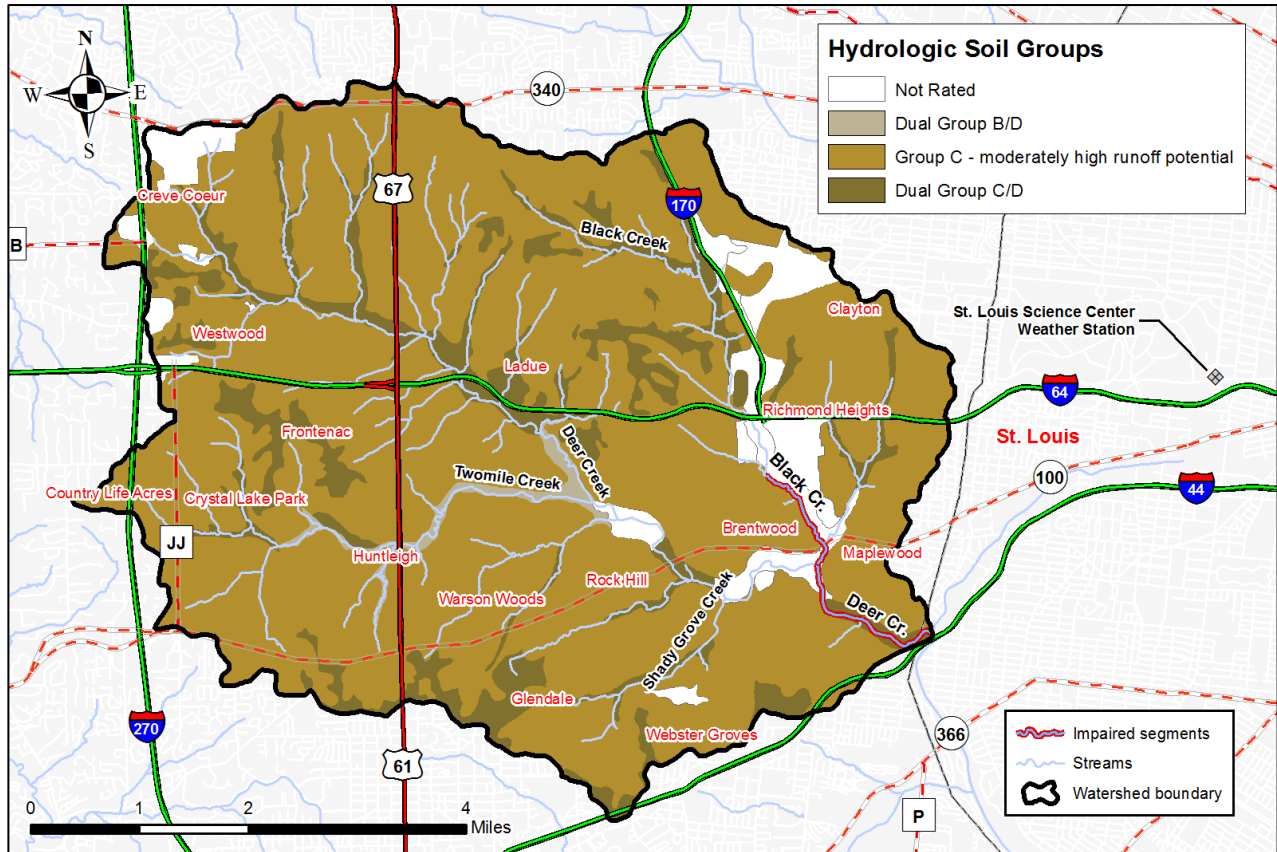 N
W
E
S
340
67
170
B
Creve Coeur
Black Creek
Clayton
Westwood
Ladue
St. Louis Science Center
Weather Station
64
Richmond Heights
St. Louis
Frontenac
Deer Creek
Twomile Creek
Black Cr.
100
44
Country Life Acres
Crystal Lake Park
Brentwood
JJ
Huntleigh
Maplewood
Rock Hill
Warson Woods
Shady Grove Creek
Deer Cr.
Glendale
Webster Groves
270
61
366
P
Hydrologic Soil Groups
Not Rated
Dual Group B/D
Group C - moderately high runoff potential
Dual Group C/D
Impaired segments
Streams
Watershed boundary
0 1 2 4
Miles